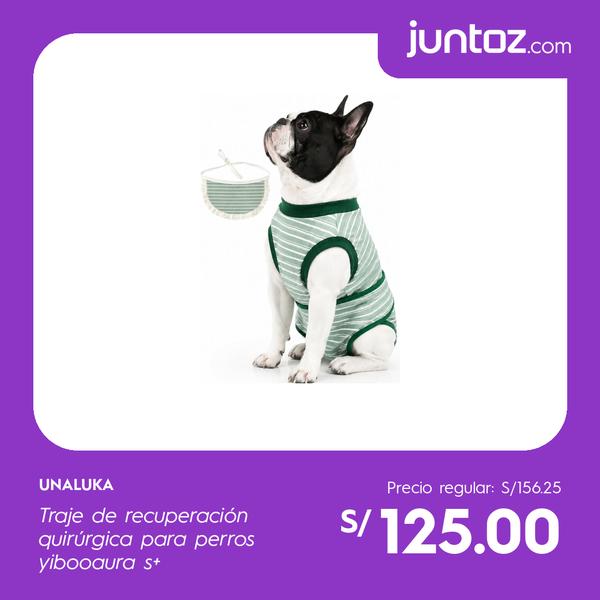 juntoz.com
UNALUKA
Traje de recuperación
quirúrgica para perros
yibooaura s+
Precio regular: S/156.25
S/125.00